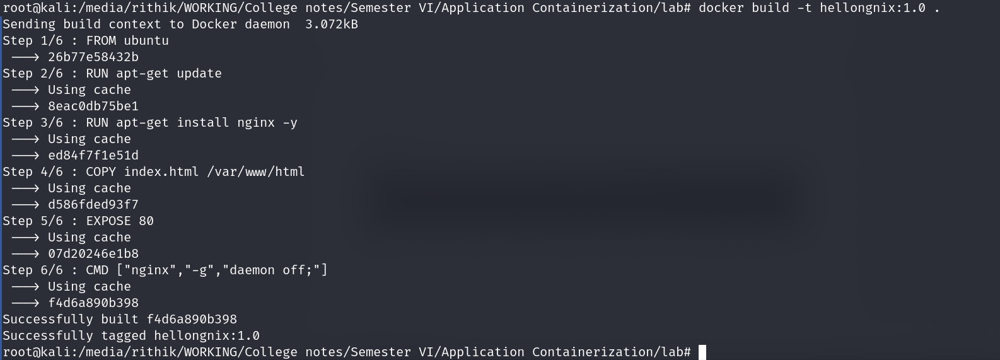 root@kali:/media/rithik/WORKING/College notes/Semester VI/Application Containerization/lab# docker build -t hellongnix:1.0 .
Sending build context to Docker daemon  3.072kB
Step 1/6 : FROM ubuntu
 ---> 26b77e58432b
Step 2/6 : RUN apt-get update
 ---> Using cache
 ---> 8eac0db75be1
Step 3/6 : RUN apt-get install nginx -y
 ---> Using cache
 ---> ed84f7f1e51d
Step 4/6 : COPY index.html /var/www/html
 ---> Using cache
 ---> d586fded93f7
Step 5/6 : EXPOSE 80
 ---> Using cache
 ---> 07d20246e1b8
Step 6/6 : CMD ["nginx","-g","daemon off;"]
 ---> Using cache
 ---> f4d6a890b398
Successfully built f4d6a890b398
Successfully tagged hellongnix:1.0
root@kali:/media/rithik/WORKING/College notes/Semester VI/Application Containerization/lab#